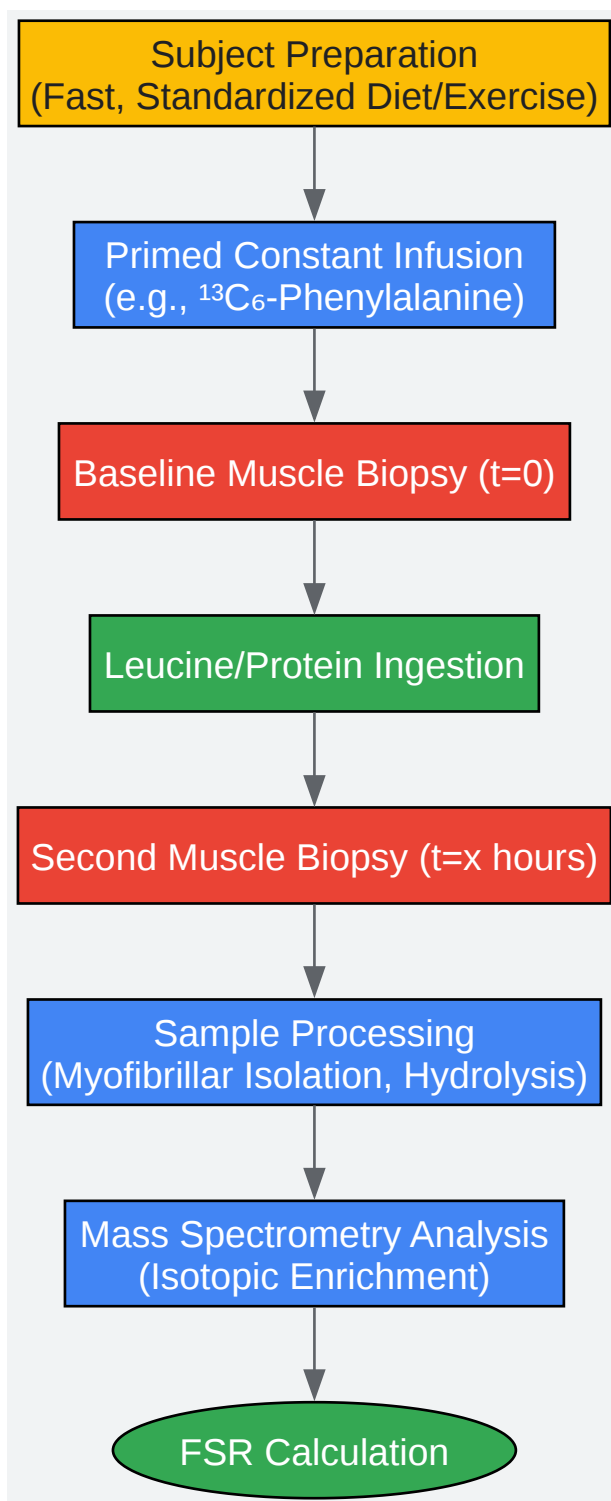 Subject Preparation
(Fast, Standardized Diet/Exercise)
Primed Constant Infusion
(e.g., ¹³C₆-Phenylalanine)
Baseline Muscle Biopsy (t=0)
Leucine/Protein Ingestion
Second Muscle Biopsy (t=x hours)
Sample Processing
(Myofibrillar Isolation, Hydrolysis)
Mass Spectrometry Analysis
(Isotopic Enrichment)
FSR Calculation